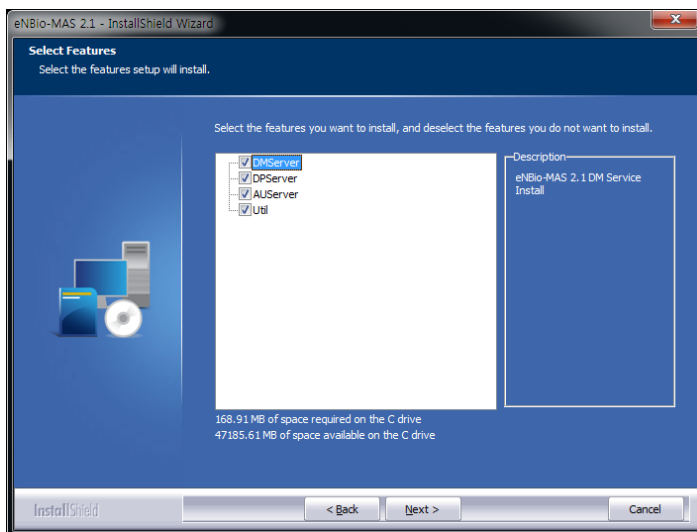 eNBio-MAS 2.1 - InstallShield Wizard
Select Features
Select the features setup will install.
Select the features you want to install, and deselect the features you do not want to install.
DMServer
DPServer
AUServer
Util
Description
eNBio-MAS 2.1 DM Service
Install
168.91 MB of space required on the C drive
47185.61 MB of space available on the C drive
InstallShield
< Back
Next >
Cancel